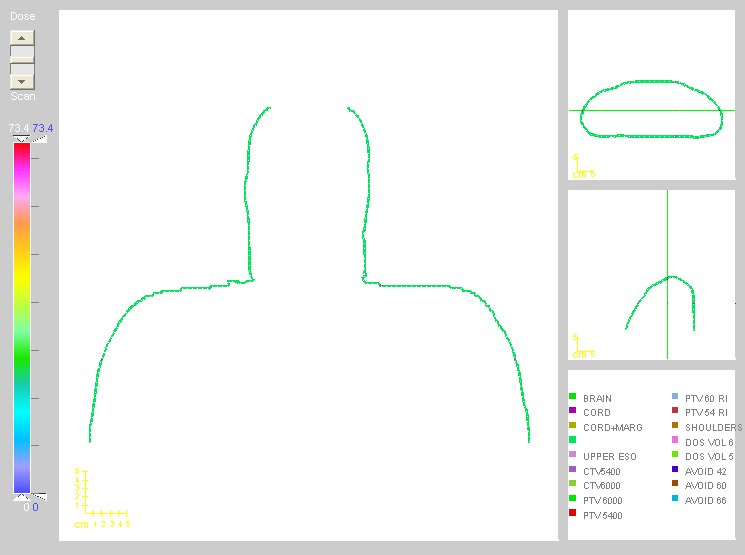 Dose
Scan
73.4 73.4
0 0
5
4
3
2
1
cm 1 2 3 4 5
5
cm 5
5
cm 5
BRAIN
CORD
CORD+MARG
UPPER ESO
CTV5400
CTV6000
PTV6000
PTV5400
PTV60 RI
PTV54 RI
SHOULDERS
DOS VOL 6
DOS VOL 5
AVOID 42
AVOID 60
AVOID 66